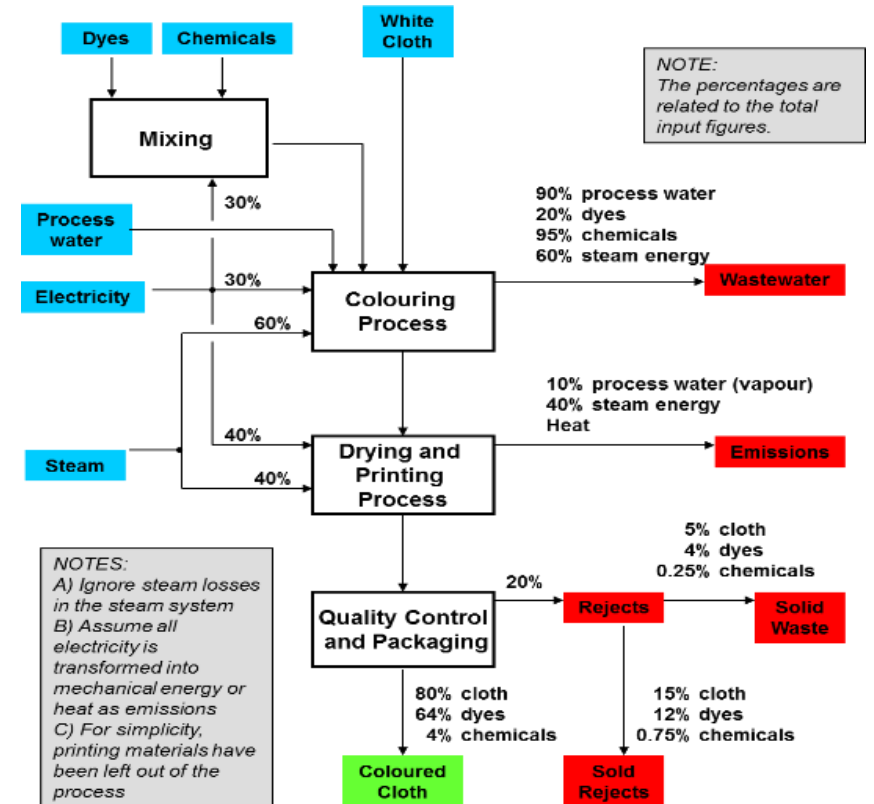 Dyes
Chemicals
White
Cloth
NOTE:
The percentages are
related to the total
input figures.
Mixing
30%
Process
water
90% process water
20% dyes
95% chemicals
60% steam energy
Wastewater
Electricity
30%
Colouring
Process
60%
10% process water (vapour)
40% steam energy
Heat
Emissions
40%
Drying and
Printing
Process
Steam
40%
5% cloth
4% dyes
0.25% chemicals
NOTES:
A) Ignore steam losses
in the steam system
B) Assume all
electricity is
transformed into
mechanical energy or
heat as emissions
C) For simplicity,
printing materials have
been left out of the
process
Quality Control
and Packaging
20%
Rejects
Solid
Waste
80% cloth
64% dyes
4% chemicals
15% cloth
12% dyes
0.75% chemicals
Coloured
Cloth
Sold
Rejects